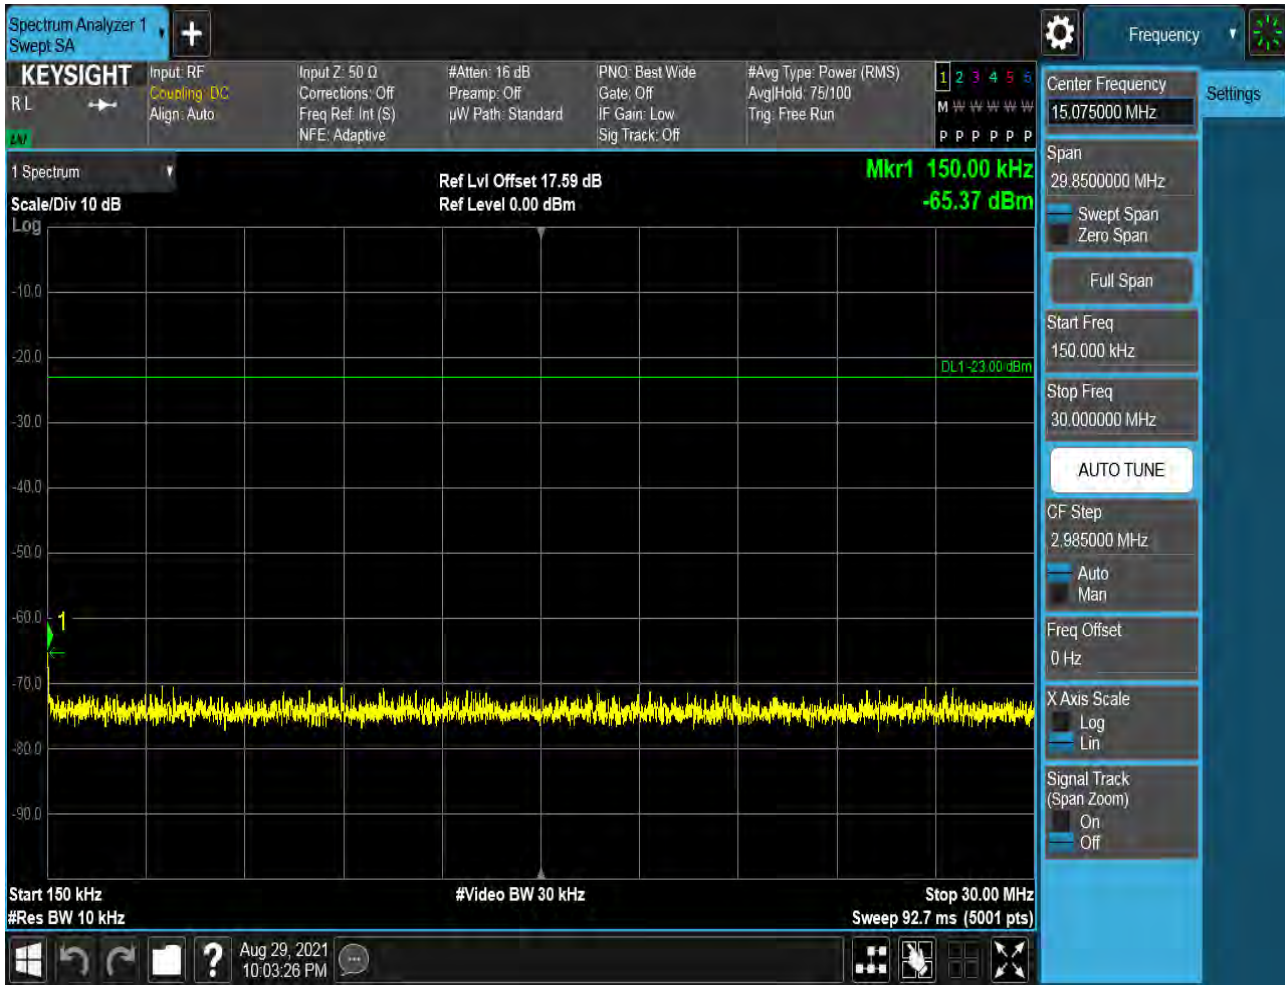 Spectrum Analyzer 1
Swept SA
Frequency
KEYSIGHT
R L
LNI
Input: RF
Coupling: DC
Align: Auto
Input Z: 50 Ω
Corrections: Off
Freq Ref: Int (S)
NFE: Adaptive
#Atten: 16 dB
Preamp: Off
µW Path: Standard
PNO: Best Wide
Gate: Off
IF Gain: Low
Sig Track: Off
#Avg Type: Power (RMS)
Avg|Hold: 75/100
Trig: Free Run
1 2 3 4 5 6
M W W W W W
P P P P P P
1 Spectrum
Scale/Div 10 dB
Log
Ref Lvl Offset 17.59 dB
Ref Level 0.00 dBm
Mkr1 150.00 kHz
-65.37 dBm
-10.0
-20.0
DL1 -23.00 dBm
-30.0
-40.0
-50.0
-60.0
1
-70.0
-80.0
-90.0
Start 150 kHz
#Res BW 10 kHz
#Video BW 30 kHz
Stop 30.00 MHz
Sweep 92.7 ms (5001 pts)
Center Frequency
15.075000 MHz
Settings
Span
29.8500000 MHz
Swept Span
Zero Span
Full Span
Start Freq
150.000 kHz
Stop Freq
30.000000 MHz
AUTO TUNE
CF Step
2.985000 MHz
Auto
Man
Freq Offset
0 Hz
X Axis Scale
Log
Lin
Signal Track
(Span Zoom)
On
Off
?
Aug 29, 2021
10:03:26 PM